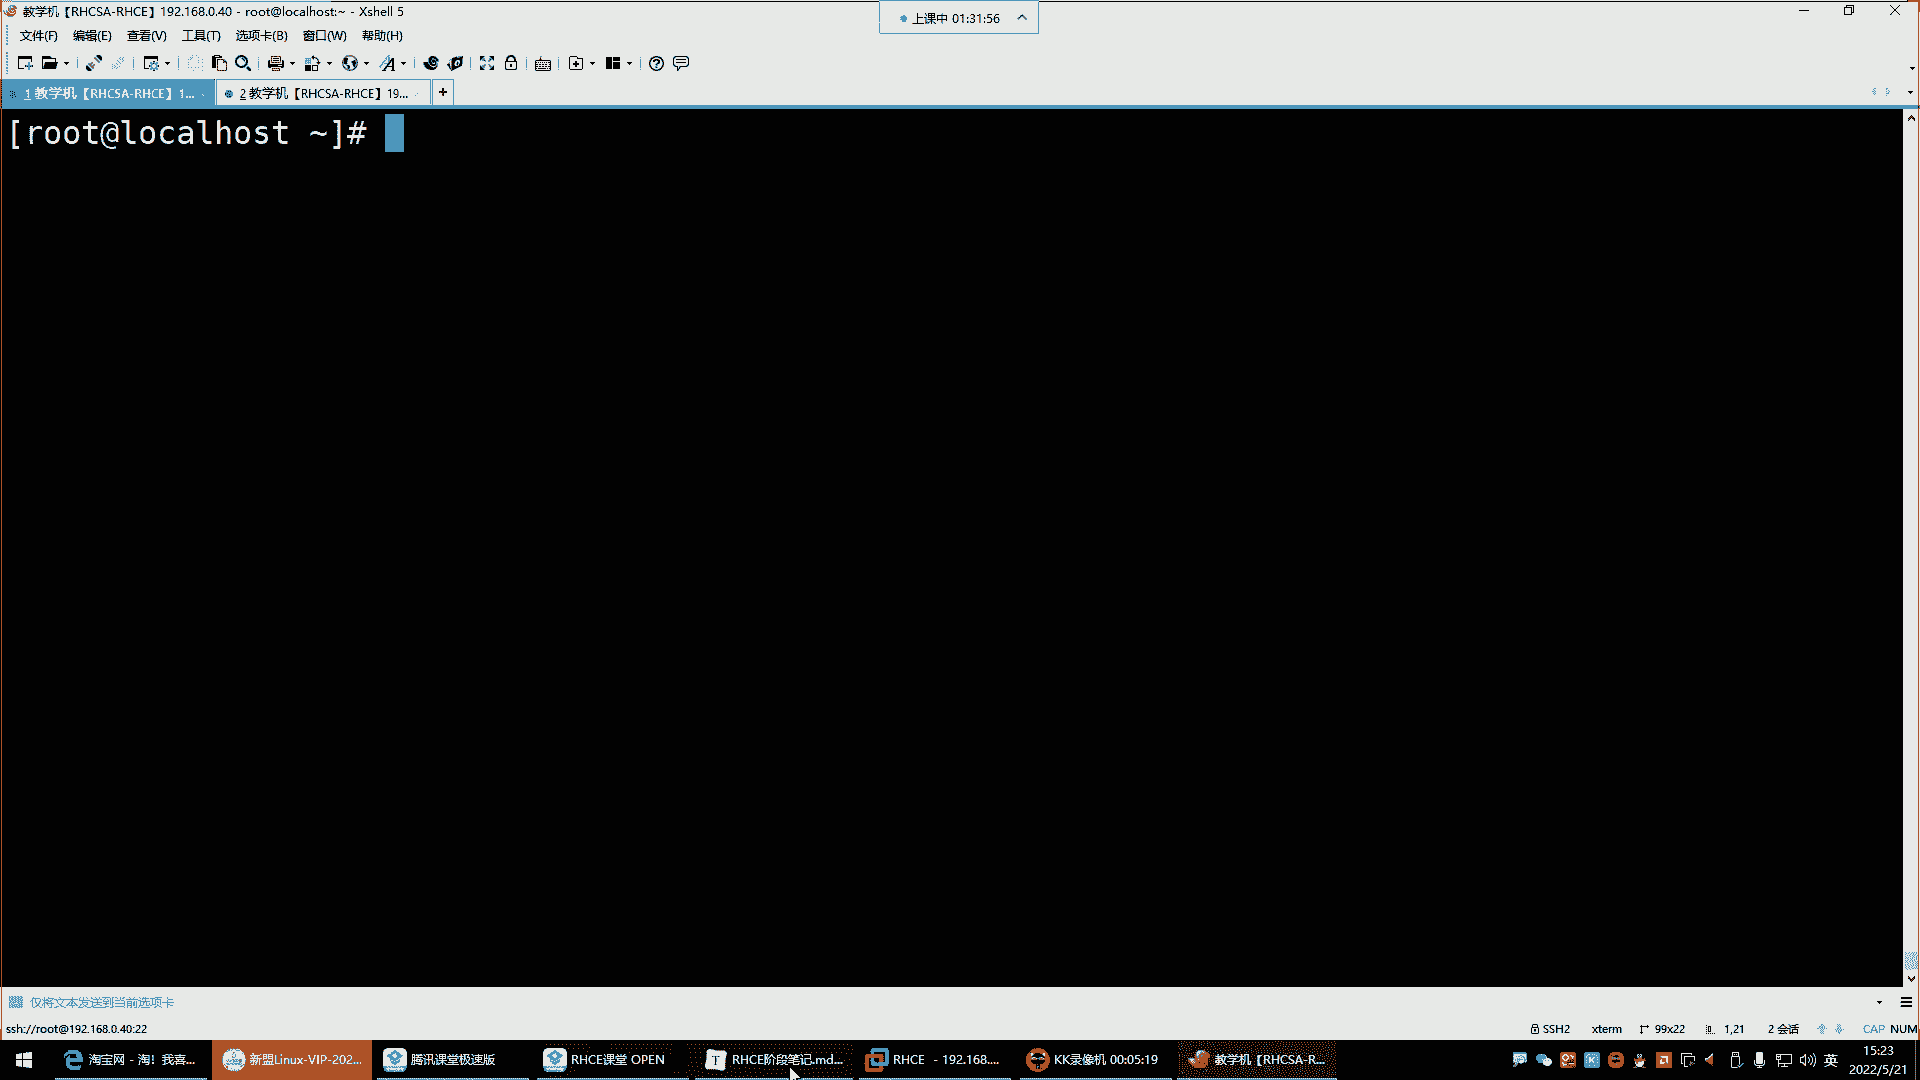 教学机【RHCSA-RHCE】192.168.0.40 - root@localhost:~ - Xshell 5
上课中 01:31:56
文件(F) 编辑(E) 查看(V) 工具(T) 选项卡(B) 窗口(W) 帮助(H)
1 教学机【RHCSA-RHCE】1... 2 教学机【RHCSA-RHCE】19... +
[root@localhost ~]#
仅将文本发送到当前选项卡
ssh://root@192.168.0.40:22 SSH2 xterm 99x22 1,21 2 会话 CAP NUM
淘宝网 - 淘！我喜... 新盟Linux-VIP-202... 腾讯课堂极速版 RHCE课堂 OPEN RHCE阶段笔记.md... RHCE - 192.168.... KK录像机 00:05:19 教学机【RHCSA-R... 英 15:23
2022/5/21